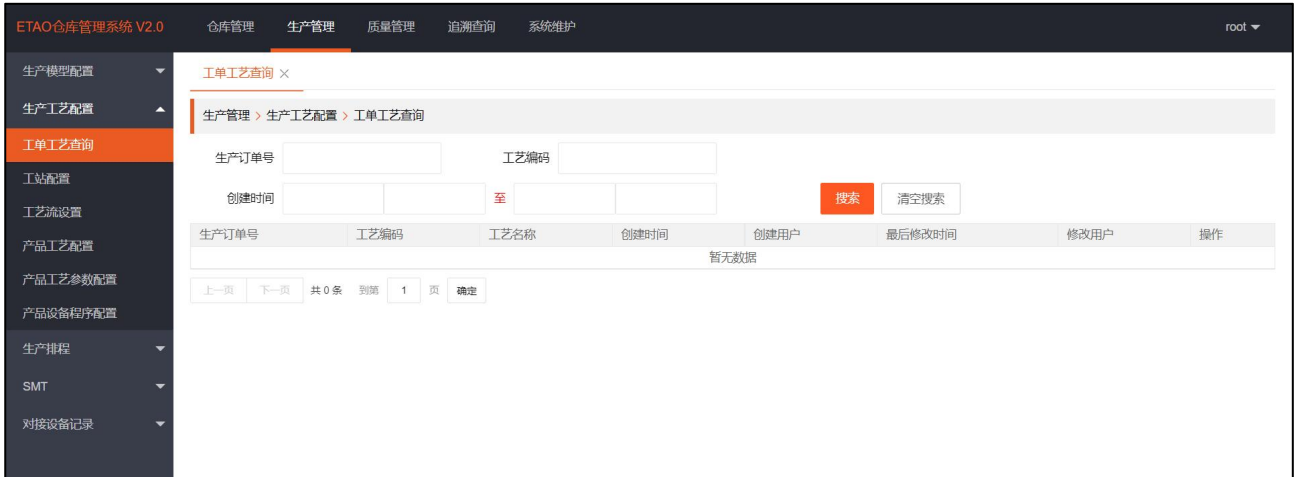 ETAO仓库管理系统 V2.0 仓库管理 生产管理 质量管理 追溯查询 系统维护 root
生产模型配置
生产工艺配置
工单工艺查询
工站配置
工艺流设置
产品工艺配置
产品工艺参数配置
产品设备程序配置
生产排程
SMT
对接设备记录
工单工艺查询 ×
生产管理 > 生产工艺配置 > 工单工艺查询
生产订单号 工艺编码
创建时间 至 搜索 清空搜索
生产订单号 工艺编码 工艺名称 创建时间 创建用户 最后修改时间 修改用户 操作
暂无数据
上一页 下一页 共 0 条 到第 1 页 确定